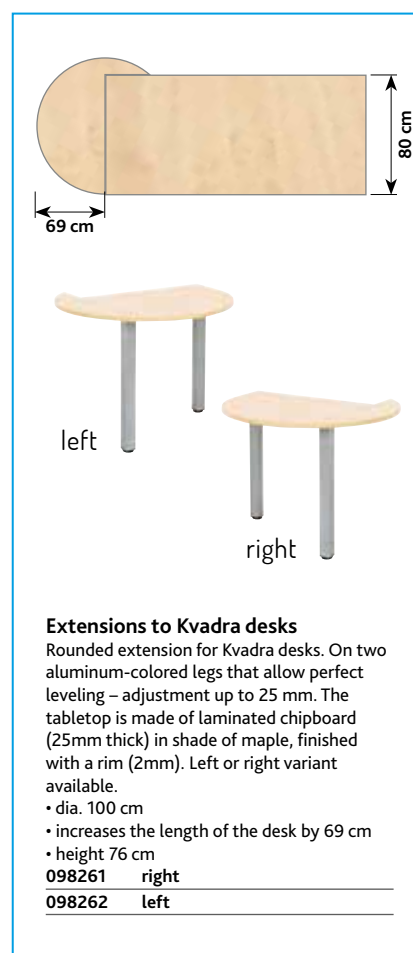 80 cm
69 cm
left
right
Extensions to Kvadra desks
Rounded extension for Kvadra desks. On two
aluminum-colored legs that allow perfect
leveling – adjustment up to 25 mm. The
tabletop is made of laminated chipboard
(25mm thick) in shade of maple, finished
with a rim (2mm). Left or right variant
available.
• dia. 100 cm
• increases the length of the desk by 69 cm
• height 76 cm
098261 right
098262 left